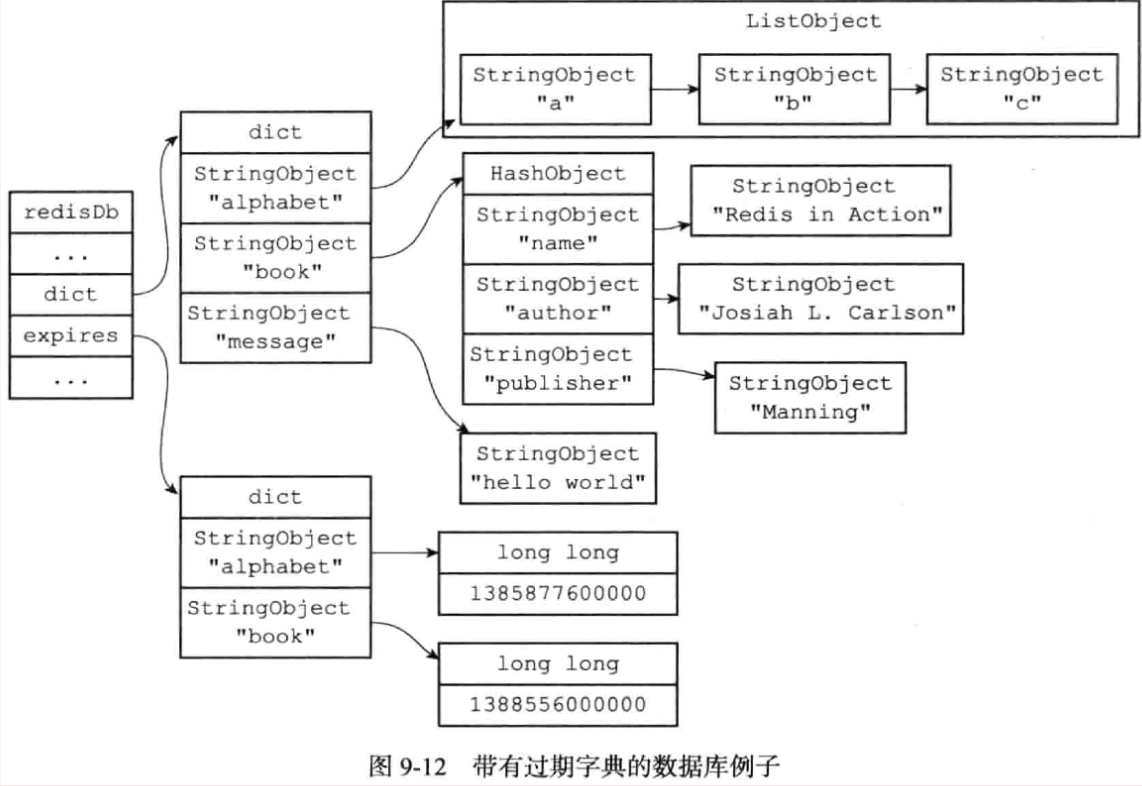 ListObject
StringObject
"a"
StringObject
"b"
StringObject
"c"
redisDb
...
dict
expires
...
dict
StringObject
"alphabet"
StringObject
"book"
StringObject
"message"
HashObject
StringObject
"name"
StringObject
"author"
StringObject
"publisher"
StringObject
"Redis in Action"
StringObject
"Josiah L. Carlson"
StringObject
"Manning"
StringObject
"hello world"
dict
StringObject
"alphabet"
StringObject
"book"
long long
1385877600000
long long
1388556000000
图 9-12 带有过期字典的数据库例子